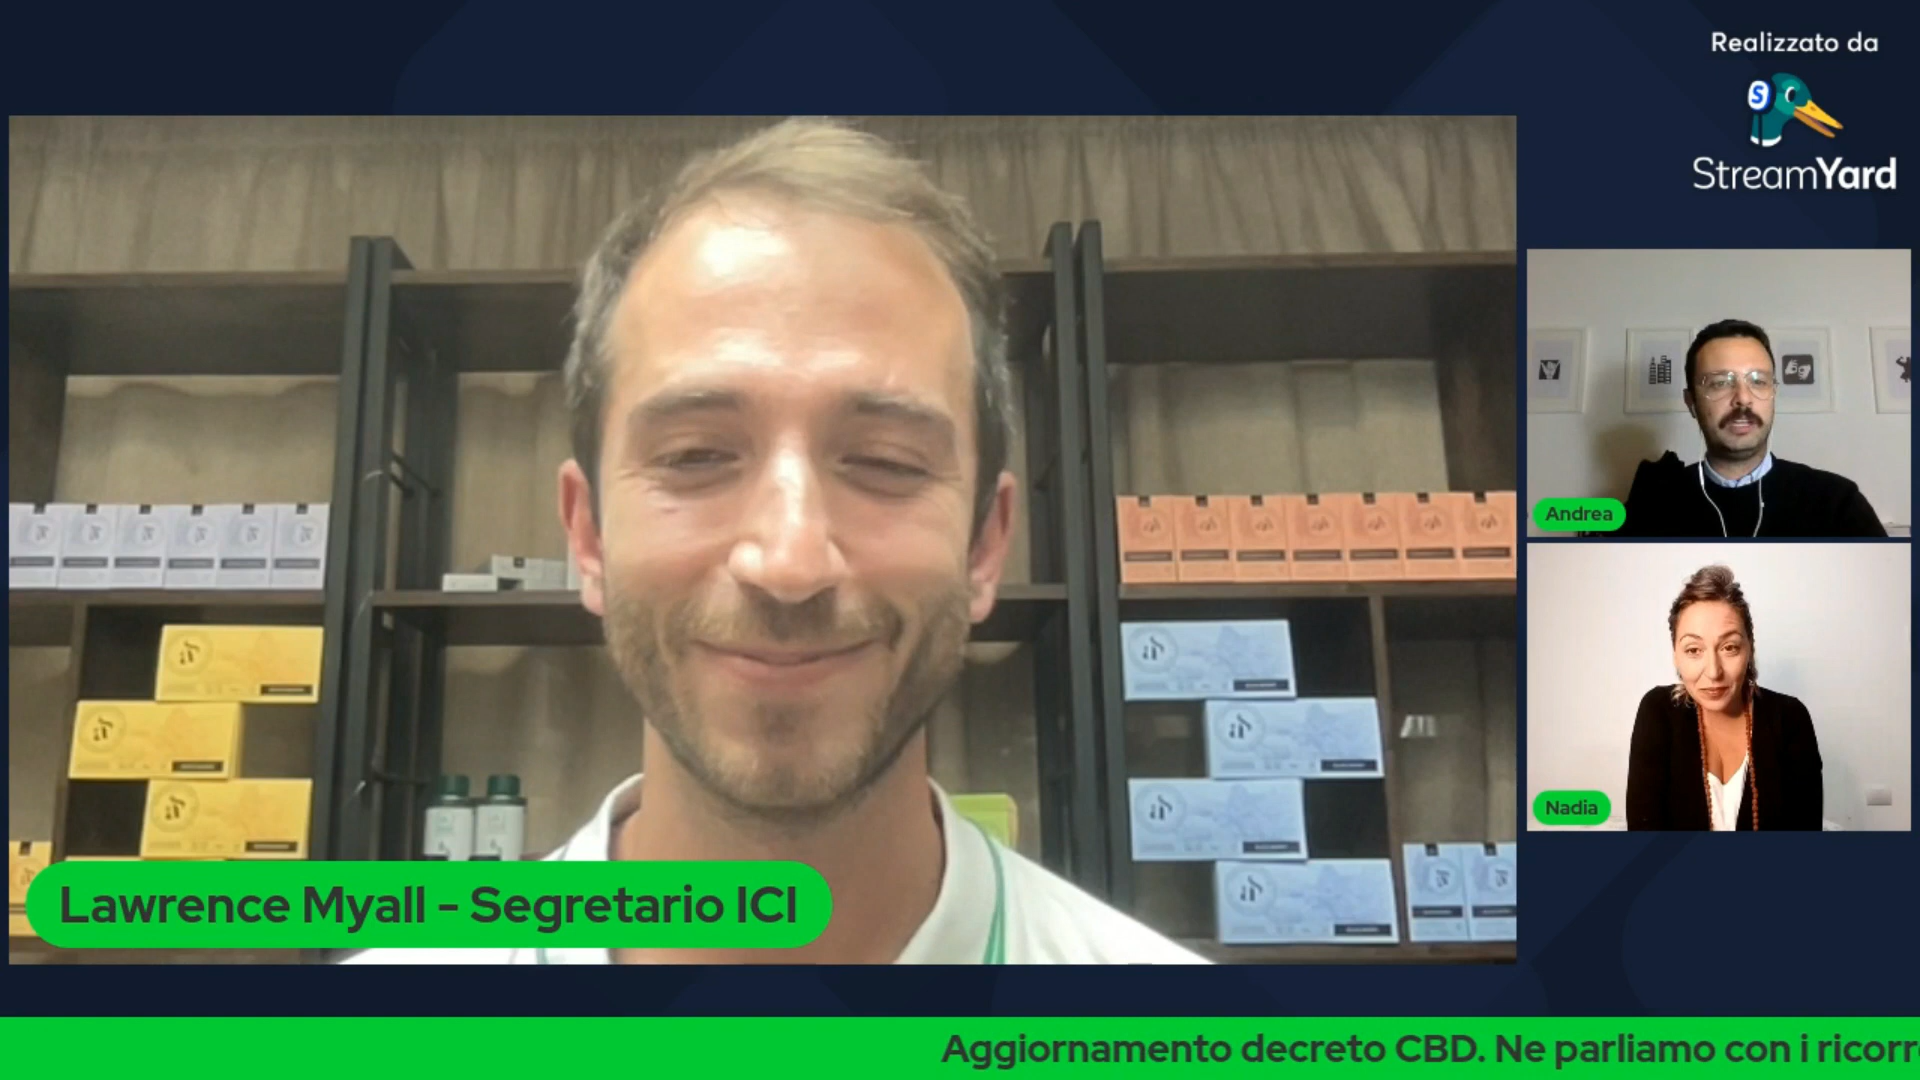 Realizzato da
StreamYard
Andrea
Nadia
Lawrence Myall - Segretario ICI
Aggiornamento decreto CBD. Ne parliamo con i ricorr